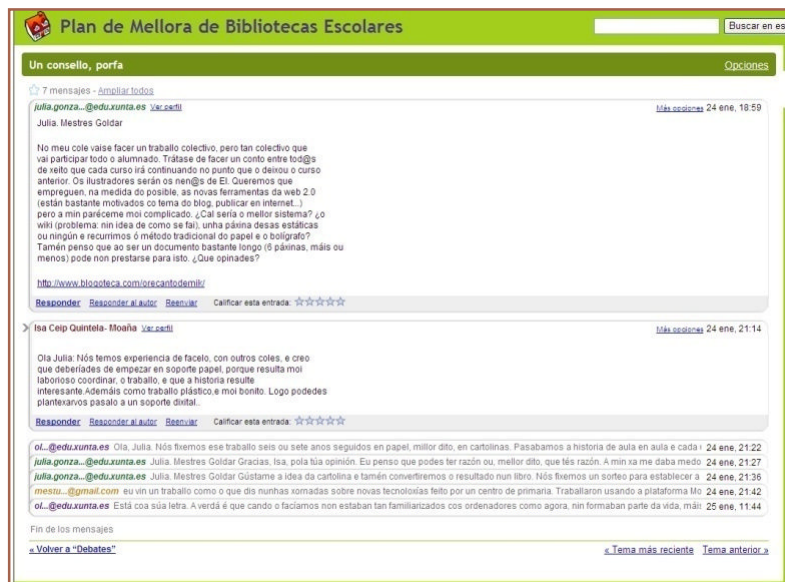 Plan de Mellora de Bibliotecas Escolares
Buscar en es
Un consello, porfa
Opciones
7 mensajes - Ampliar todos
julia.gonza...@edu.xunta.es Ver perfil
Más opciones 24 ene, 18:59
Julia. Mestres Goldar
No meu cole vaise facer un traballo colectivo, pero tan colectivo que
vai participar todo o alumnado. Trátase de facer un conto entre tod@s
de xeito que cada curso irá continuando no punto que o deixou o curso
anterior. Os ilustradores serán os nen@s de EI. Queremos que
empreguen, na medida do posible, as novas ferramentas da web 2.0
(están bastante motivados co tema do blog, publicar en internet...)
pero a min paréceme moi complicado. ¿Cal sería o mellor sistema? ¿o
wiki (problema: nin idea de como se fai), unha páxina desas estáticas
ou ningún e recurrimos ó método tradicional do papel e o bolígrafo?
Tamén penso que ao ser un documento bastante longo (6 páxinas, máis ou
menos) pode non prestarse para isto. ¿Que opinades?
http://www.blogoteca.com/orecantodemilk/
Responder Responder al autor Reenviar Calificar esta entrada:
Isa Ceip Quintela- Moaña Ver perfil
Más opciones 24 ene, 21:14
Ola Julia: Nós temos experiencia de facelo, con outros coles, e creo
que deberíades de empezar en soporte papel, porque resulta moi
laborioso coordinar, o traballo, e que a historia resulte
interesante.Ademáis como traballo plástico,e moi bonito. Logo podedes
plantexarvos pasalo a un soporte dixital..
Responder Responder al autor Reenviar Calificar esta entrada:
ol...@edu.xunta.es Ola, Julia. Nós fixemos ese traballo seis ou sete anos seguidos en papel, millor dito, en cartolinas. Pasabamos a historia de aula en aula e cada 24 ene, 21:22
julia.gonza...@edu.xunta.es Julia. Mestres Goldar Gracias, Isa, pola túa opinión. Eu penso que podes ter razón ou, mellor dito, que tés razón. A min xa me daba medo 24 ene, 21:27
julia.gonza...@edu.xunta.es Julia. Mestres Goldar Gústame a idea da cartolina e tamén convertiremos o resultado nun libro. Nós fixemos un sorteo para establecer a 24 ene, 21:36
mestu...@gmail.com eu vin un traballo como o que dis nunhas xornadas sobre novas tecnoloxías feito por un centro de primaria. Traballaron usando a plataforma Mo 24 ene, 21:42
ol...@edu.xunta.es Está coa súa letra. A verdá é que cando o facíamos non estaban tan familiarizados cos ordenadores como agora, nin formaban parte da vida, máis 25 ene, 11:44
Fin de los mensajes
« Volver a "Debates"
« Tema más reciente Tema anterior »